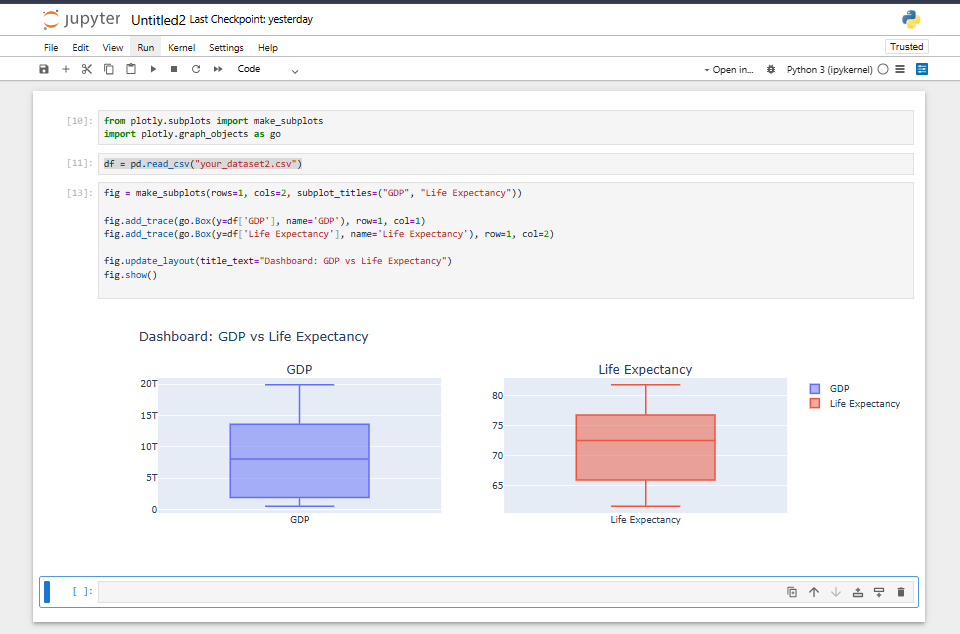 jupyter Untitled2 Last Checkpoint: yesterday
File Edit View Run Kernel Settings Help Trusted
Code Open in... Python 3 (ipykernel)
[10]: from plotly.subplots import make_subplots
import plotly.graph_objects as go
[11]: df = pd.read_csv("your_dataset2.csv")
[13]: fig = make_subplots(rows=1, cols=2, subplot_titles=("GDP", "Life Expectancy"))
fig.add_trace(go.Box(y=df['GDP'], name='GDP'), row=1, col=1)
fig.add_trace(go.Box(y=df['Life Expectancy'], name='Life Expectancy'), row=1, col=2)
fig.update_layout(title_text="Dashboard: GDP vs Life Expectancy")
fig.show()
Dashboard: GDP vs Life Expectancy
GDP
20T
15T
10T
5T
0
GDP
Life Expectancy
80
75
70
65
Life Expectancy
GDP
Life Expectancy
[ ]: